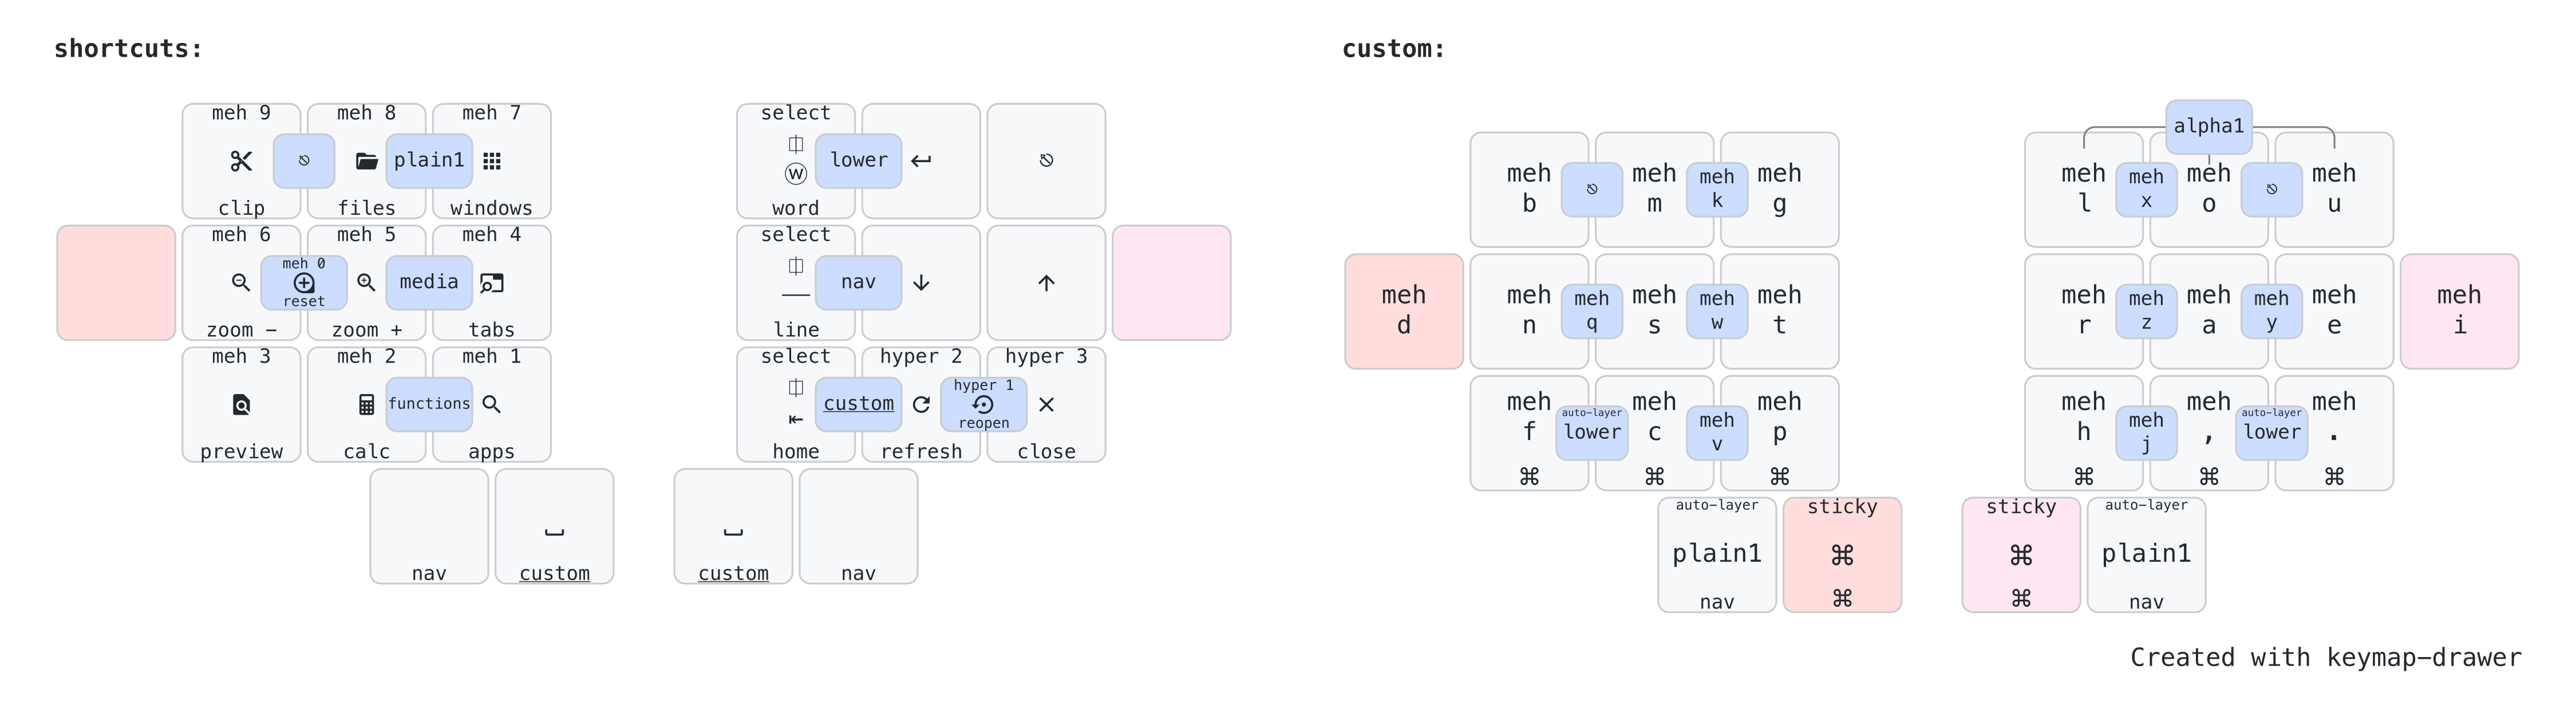 shortcuts:
meh 9 meh 8 meh 7
plain1
clip files windows
select
W lower
word
meh 6 meh 5 meh 4
meh 0
reset
media
zoom − zoom + tabs
select
nav
line
meh 3 meh 2 meh 1
functions
preview calc apps
select hyper 2 hyper 3
custom
hyper 1
reopen
home refresh close
nav custom
custom nav
custom:
alpha1
meh b
meh m
meh k
meh g
meh l
meh x
meh o
meh u
meh d
meh n
meh q
meh s
meh w
meh t
meh r
meh z
meh a
meh y
meh e
meh i
meh f ⌘
auto-layer
lower
meh c ⌘
meh v
meh p ⌘
meh h ⌘
meh j
meh , ⌘
auto-layer
lower
meh . ⌘
auto-layer
plain1
nav
sticky
⌘
⌘
sticky
⌘
⌘
auto-layer
plain1
nav
Created with keymap-drawer